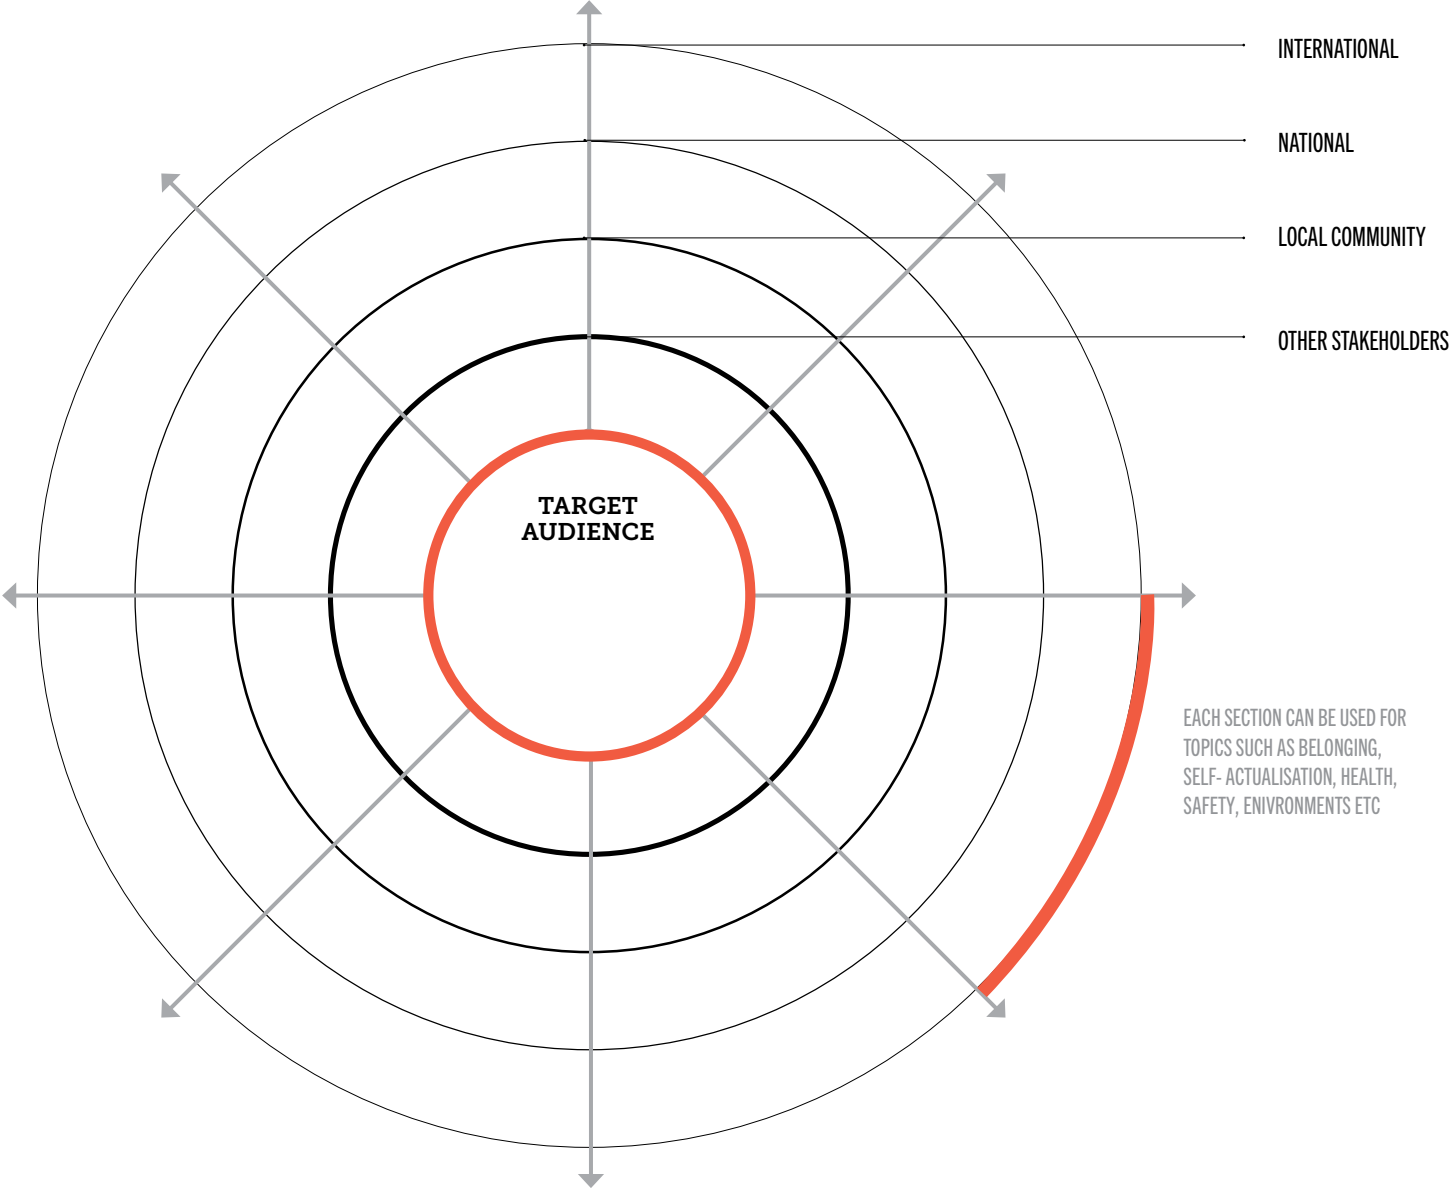 INTERNATIONAL
NATIONAL
LOCAL COMMUNITY
OTHER STAKEHOLDERS
TARGET
AUDIENCE
EACH SECTION CAN BE USED FOR
TOPICS SUCH AS BELONGING,
SELF- ACTUALISATION, HEALTH,
SAFETY, ENIVRONMENTS ETC